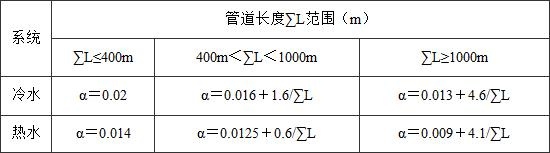 系统
管道长度∑L范围（m）
∑L≤400m
400m＜∑L＜1000m
∑L≥1000m
冷水
α＝0.02
α＝0.016＋1.6/∑L
α＝0.013＋4.6/∑L
热水
α＝0.014
α＝0.0125＋0.6/∑L
α＝0.009＋4.1/∑L